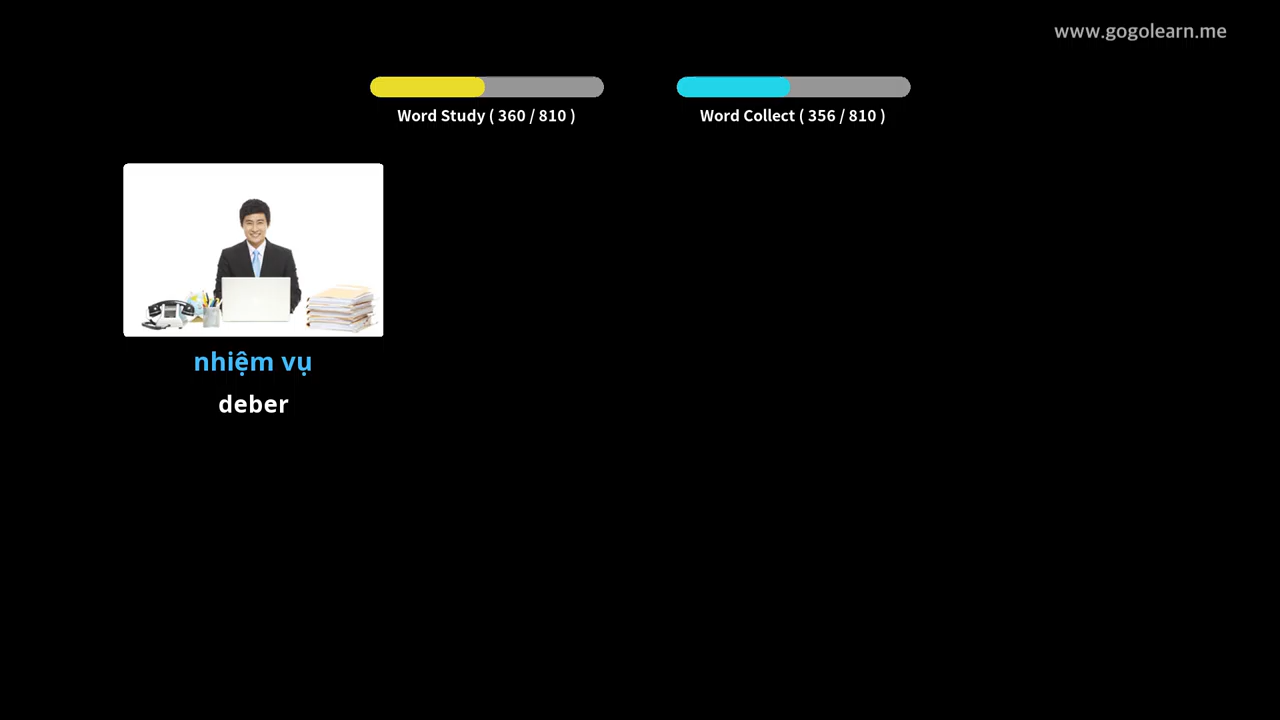 www.gogolearn.me
Word Study ( 360 / 810 )
Word Collect ( 356 / 810 )
nhiệm vụ
deber